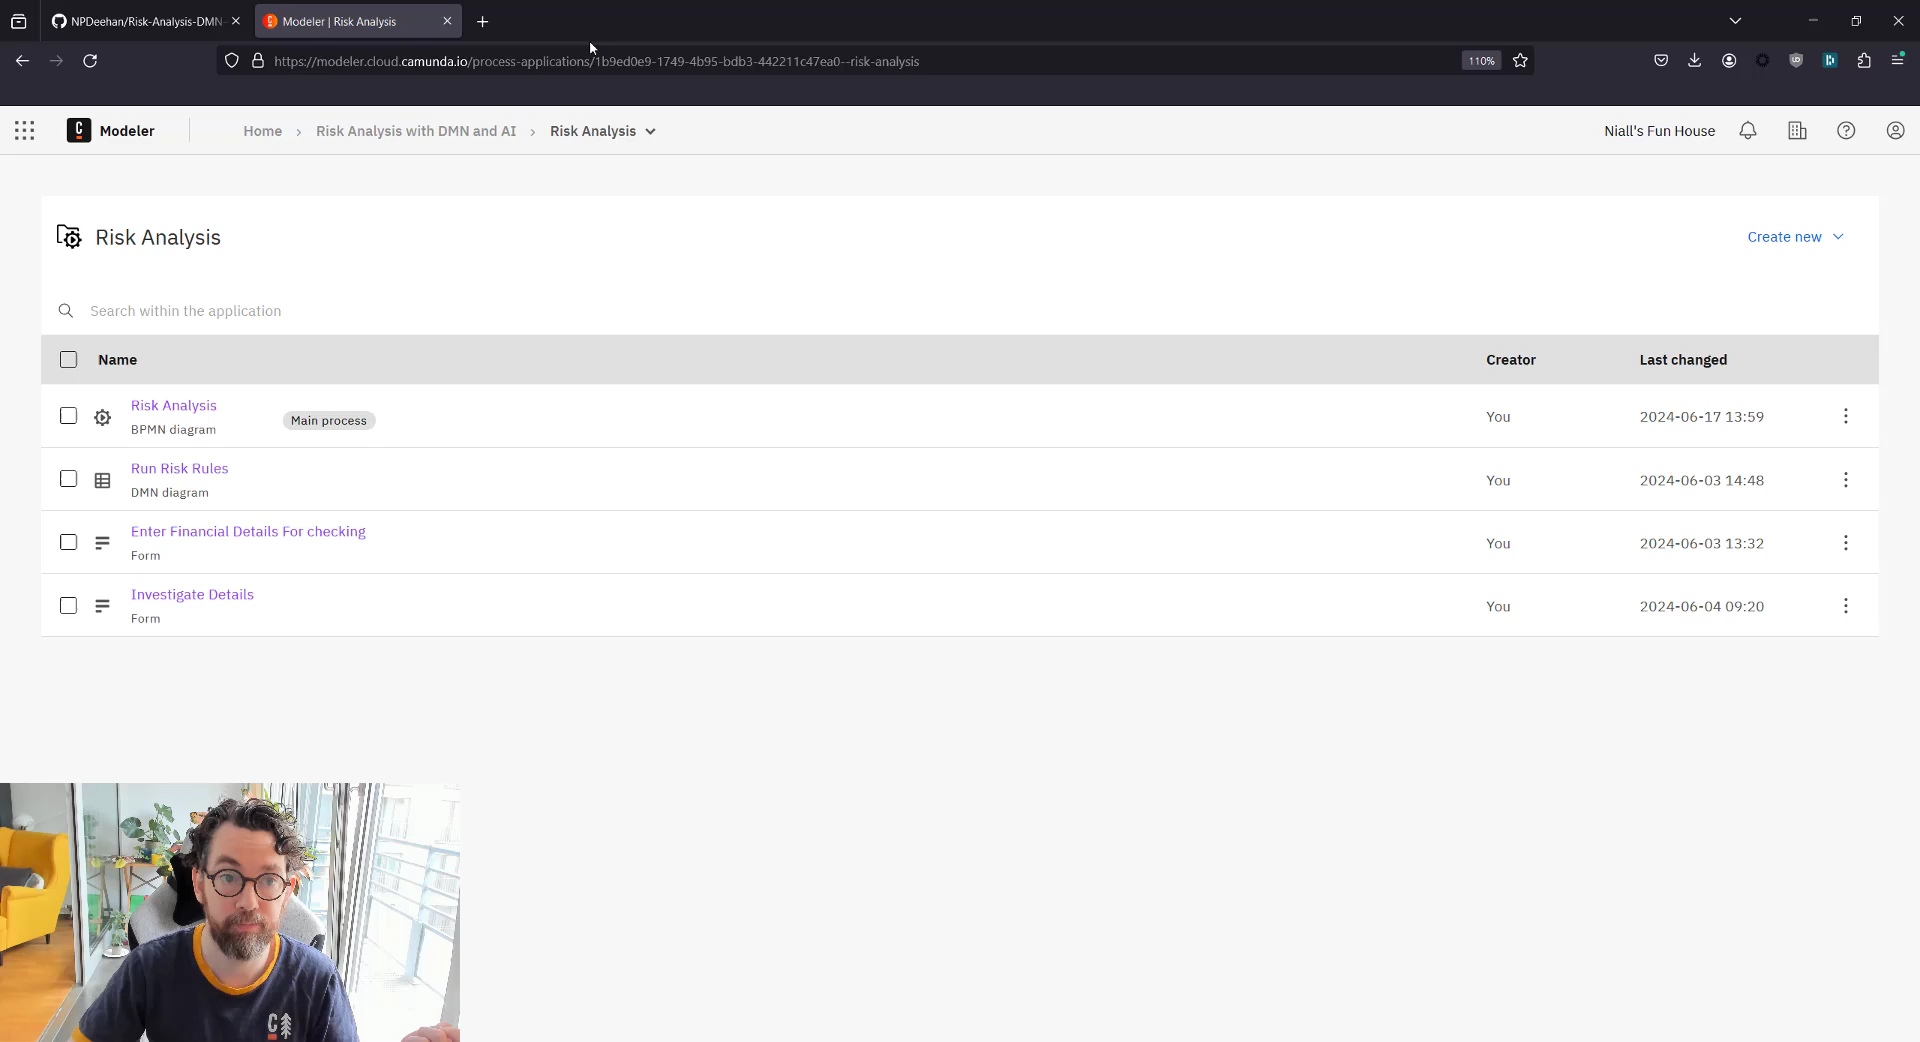 NPDeehan/Risk-Analysis-DMN-
Modeler | Risk Analysis
https://modeler.cloud.camunda.io/process-applications/1b9ed0e9-1749-4b95-bdb3-442211c47ea0--risk-analysis
110%
Modeler
Home > Risk Analysis with DMN and AI > Risk Analysis
Niall's Fun House
Risk Analysis
Create new
Search within the application
Name Creator Last changed
Risk Analysis
BPMN diagram
Main process
You 2024-06-17 13:59
Run Risk Rules
DMN diagram
You 2024-06-03 14:48
Enter Financial Details For checking
Form
You 2024-06-03 13:32
Investigate Details
Form
You 2024-06-04 09:20